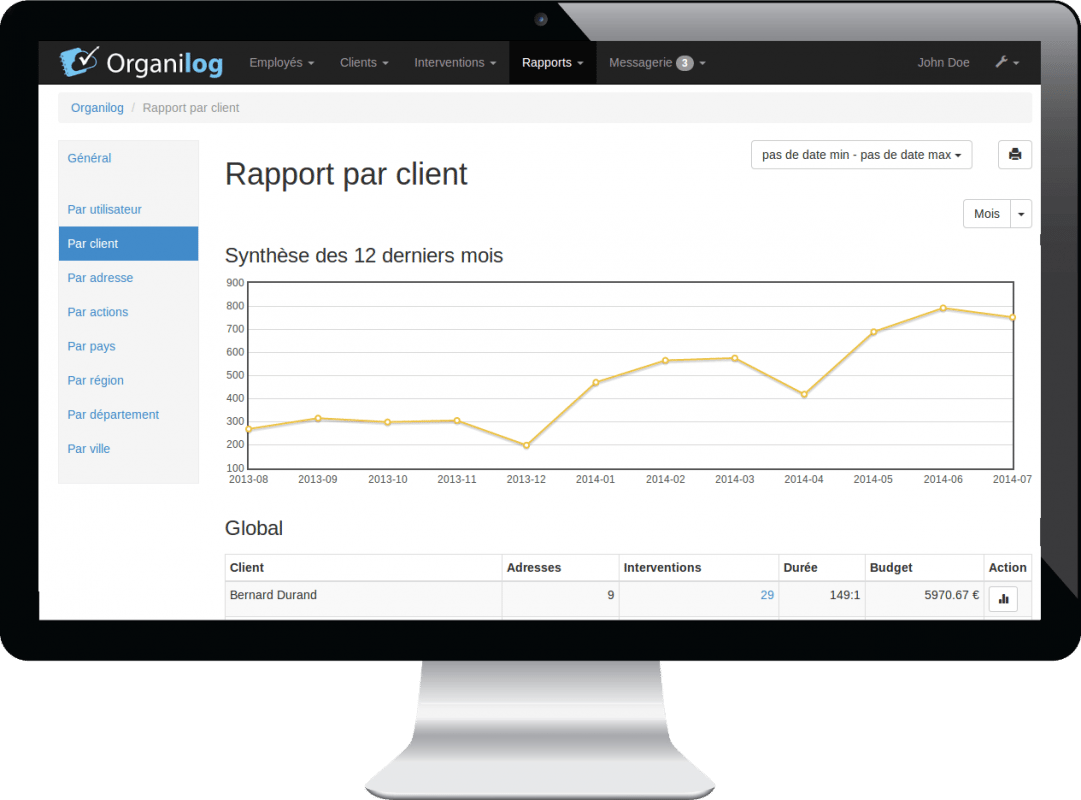 Organilog Employés Clients Interventions Rapports Messagerie 3 John Doe
Organilog / Rapport par client
Général
Par utilisateur
Par client
Par adresse
Par actions
Par pays
Par région
Par département
Par ville
pas de date min - pas de date max
Rapport par client
Mois
Synthèse des 12 derniers mois
900
800
700
600
500
400
300
200
100
2013-08 2013-09 2013-10 2013-11 2013-12 2014-01 2014-02 2014-03 2014-04 2014-05 2014-06 2014-07
Global
Client Adresses Interventions Durée Budget Action
Bernard Durand 9 29 149:1 5970.67 €